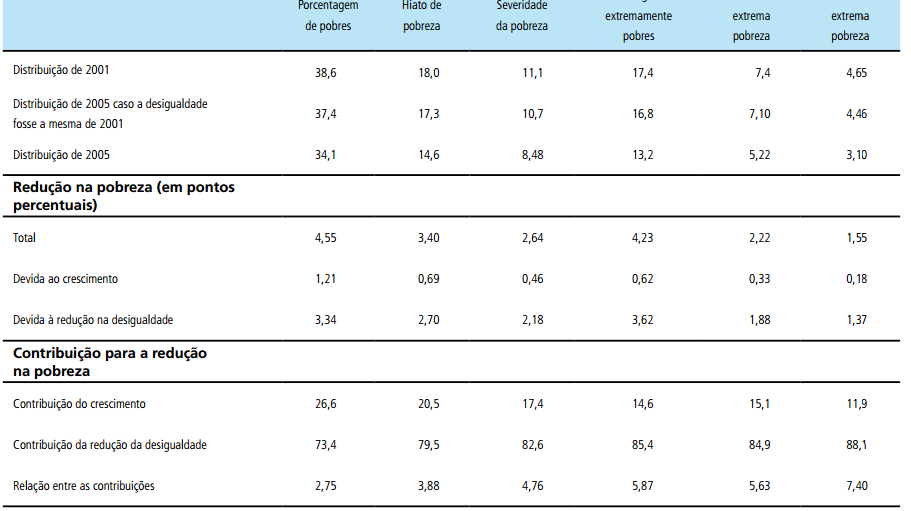 Porcentagem de pobres Hiato de pobreza Severidade da pobreza extremamente pobres extrema pobreza extrema pobreza
Distribuição de 2001 38,6 18,0 11,1 17,4 7,4 4,65
Distribuição de 2005 caso a desigualdade
fosse a mesma de 2001 37,4 17,3 10,7 16,8 7,10 4,46
Distribuição de 2005 34,1 14,6 8,48 13,2 5,22 3,10
Redução na pobreza (em pontos
percentuais)
Total 4,55 3,40 2,64 4,23 2,22 1,55
Devida ao crescimento 1,21 0,69 0,46 0,62 0,33 0,18
Devida à redução na desigualdade 3,34 2,70 2,18 3,62 1,88 1,37
Contribuição para a redução
na pobreza
Contribuição do crescimento 26,6 20,5 17,4 14,6 15,1 11,9
Contribuição da redução da desigualdade 73,4 79,5 82,6 85,4 84,9 88,1
Relação entre as contribuições 2,75 3,88 4,76 5,87 5,63 7,40